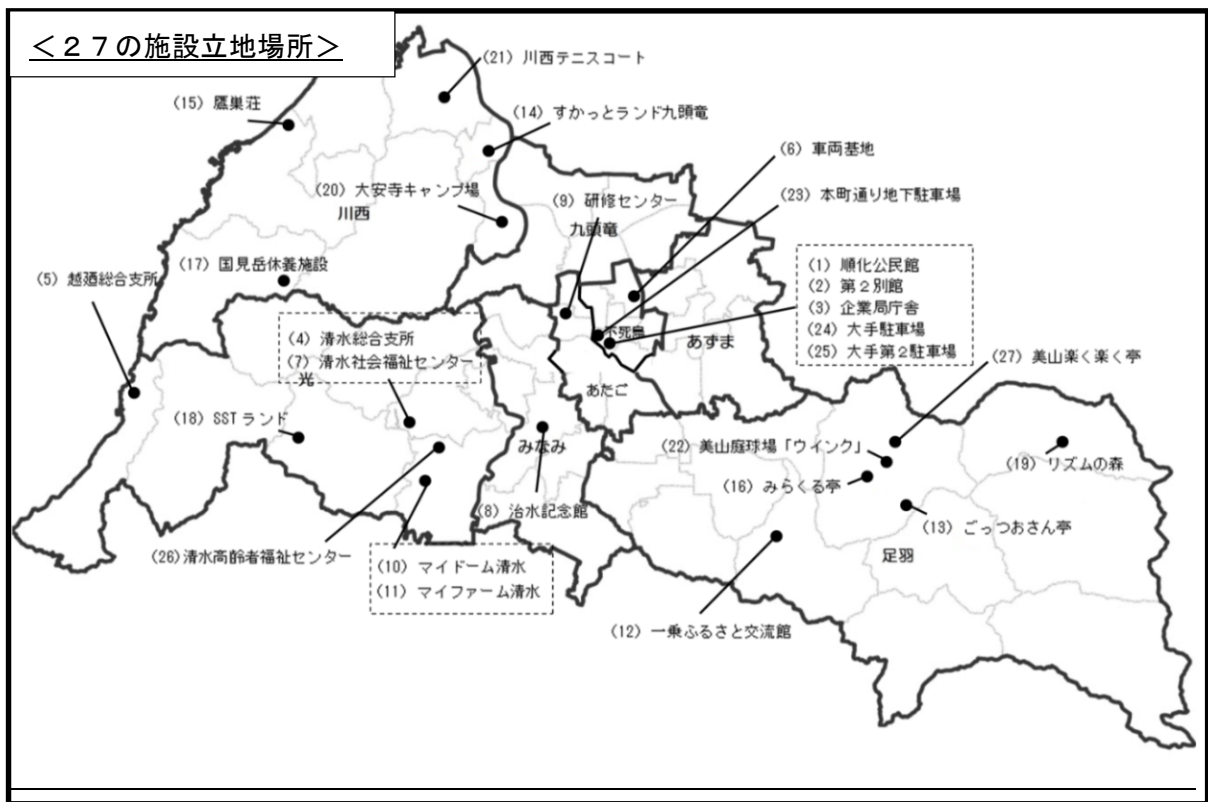 ＜２７の施設立地場所＞
(21) 川西テニスコート
(15) 鷹巣荘
(14) すかっとランド九頭竜
(6) 車両基地
(20) 大安寺キャンプ場
川西
(9) 研修センター
九頭竜
(23) 本町通り地下駐車場
(17) 国見岳休養施設
(5) 越廼総合支所
(1) 順化公民館
(2) 第２別館
(3) 企業局庁舎
(24) 大手駐車場
(25) 大手第２駐車場
不死鳥
あずま
(4) 清水総合支所
(7) 清水社会福祉センター
光
あたご
(27) 美山楽く楽く亭
(18) SSTランド
みなみ
(22) 美山庭球場「ウインク」
(19) リズムの森
(16) みらくる亭
(8) 治水記念館
(13) ごっつおさん亭
(26) 清水高齢者福祉センター
足羽
(10) マイドーム清水
(11) マイファーム清水
(12) 一乗ふるさと交流館